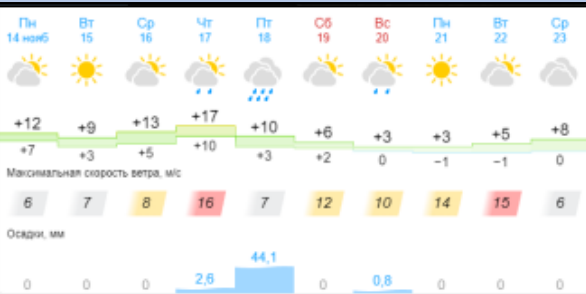 Пн Вт Ср Чт Пт Сб Вс Пн Вт Ср
14 нояб 15 16 17 18 19 20 21 22 23
+12 +9 +13 +17 +10 +6 +3 +3 +5 +8
+7 +3 +5 +10 +3 +2 0 −1 −1 0
Максимальная скорость ветра, м/с
6 7 8 16 7 12 10 14 15 6
Осадки, мм
0 0 0 2,6 44,1 0 0,8 0 0 0